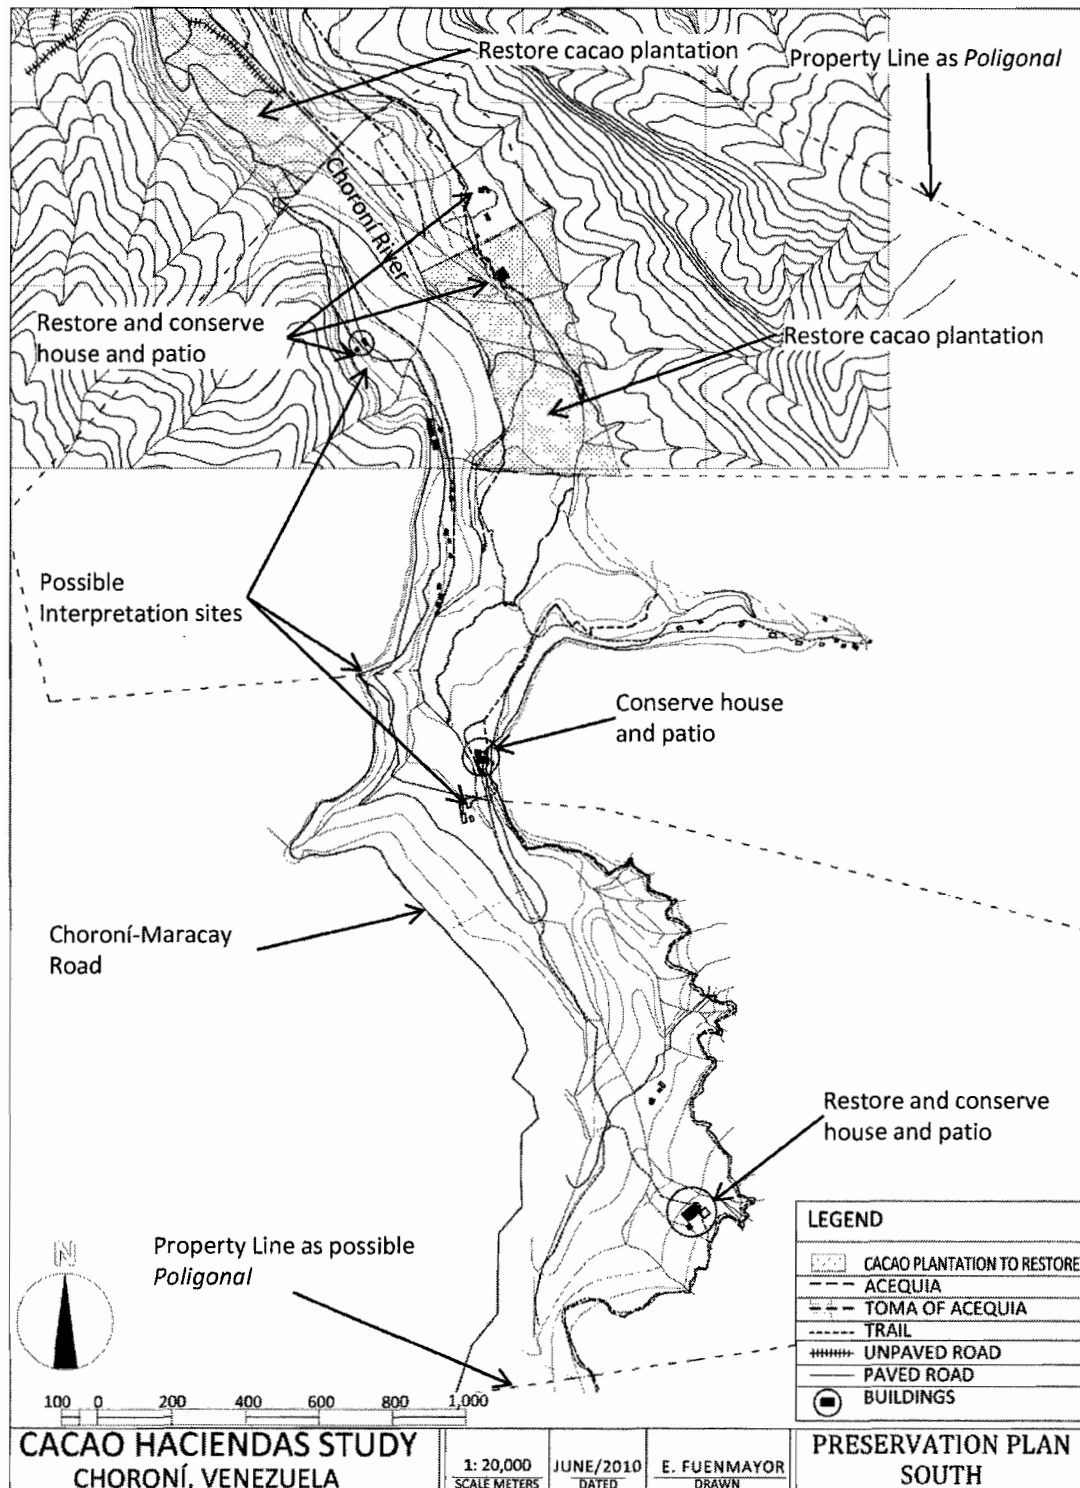 Restore cacao plantation
Property Line as Poligonal
Choroní River
Restore and conserve
house and patio
Restore cacao plantation
Possible
Interpretation sites
Conserve house
and patio
Choroní-Maracay
Road
Restore and conserve
house and patio
Property Line as possible
Poligonal
N
100 0 200 400 600 800 1,000
LEGEND
CACAO PLANTATION TO RESTORE
ACEQUIA
TOMA OF ACEQUIA
TRAIL
UNPAVED ROAD
PAVED ROAD
BUILDINGS
CACAO HACIENDAS STUDY
CHORONÍ, VENEZUELA
1: 20,000
SCALE METERS
JUNE/2010
DATED
E. FUENMAYOR
DRAWN
PRESERVATION PLAN
SOUTH